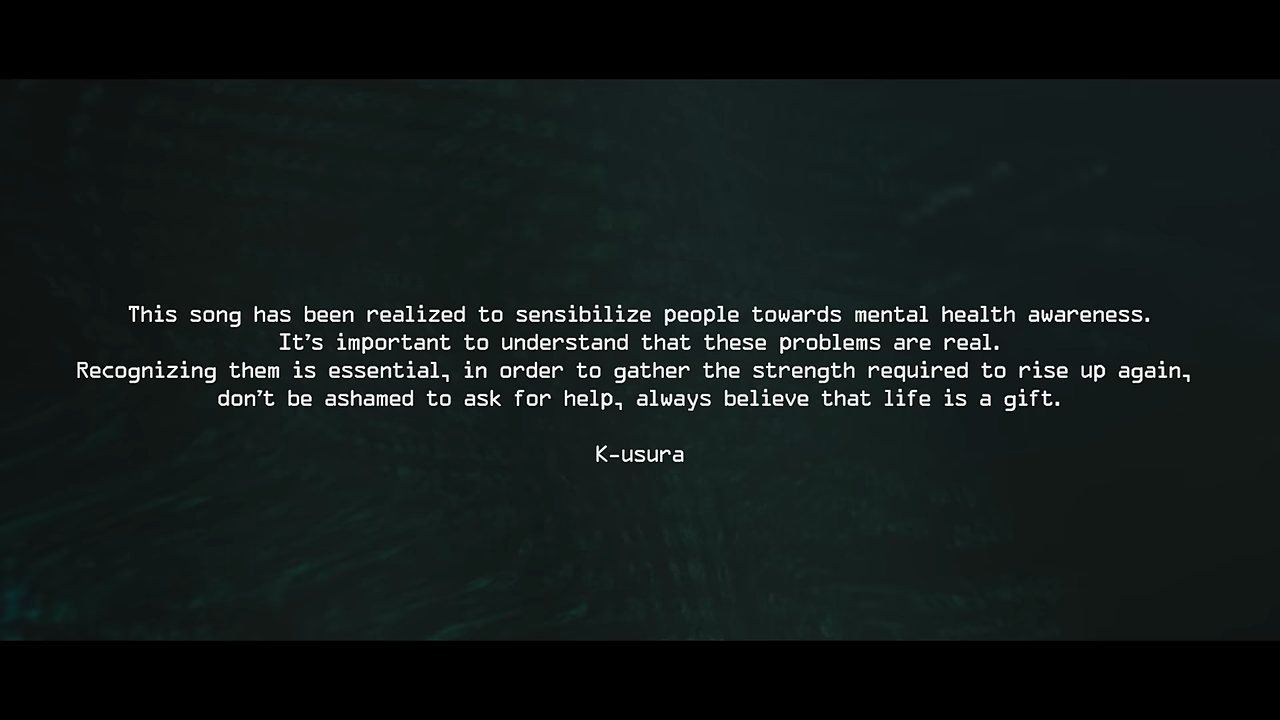 This song has been realized to sensibilize people towards mental health awareness.
It's important to understand that these problems are real.
Recognizing them is essential, in order to gather the strength required to rise up again,
don't be ashamed to ask for help, always believe that life is a gift.
K-usura